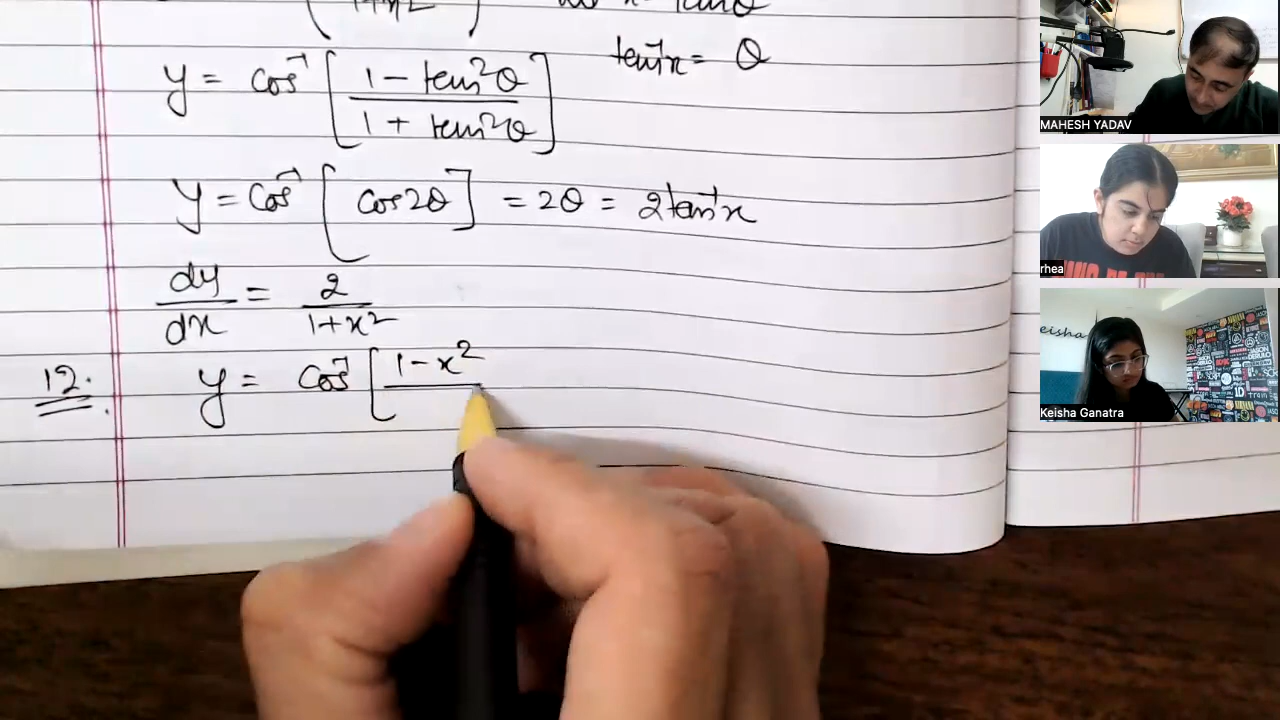 y = cos⁻¹ [ (1 - tan²θ) / (1 + tan²θ) ]    tan⁻¹x = θ
y = cos⁻¹ [ cos2θ ] = 2θ = 2tan⁻¹x
dy/dx = 2 / (1+x²)
12. y = cos⁻¹ [ 1-x²
MAHESH YADAV
rhea
Keisha Ganatra